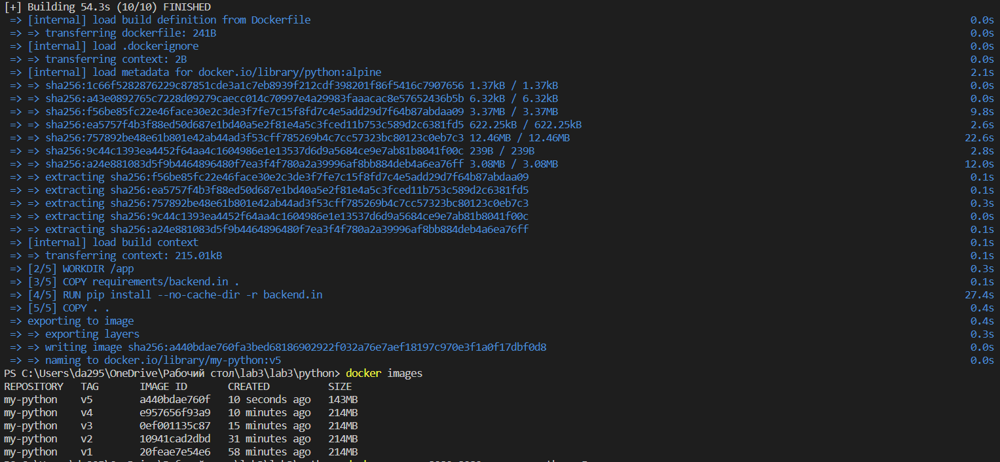 [+] Building 54.3s (10/10) FINISHED
=> [internal] load build definition from Dockerfile 0.0s
=> => transferring dockerfile: 241B 0.0s
=> [internal] load .dockerignore 0.0s
=> => transferring context: 2B 0.0s
=> [internal] load metadata for docker.io/library/python:alpine 2.1s
=> => sha256:1c66f5282876229c87851cde3a1c7eb8939f212cdf398201f86f5416c7907656 1.37kB / 1.37kB 0.0s
=> => sha256:a43e0892765c7228d09279caecc014c70997e4a29983faaacac8e57652436b5b 6.32kB / 6.32kB 0.0s
=> => sha256:f56be85fc22e46face30e2c3de3f7fe7c15f8fd7c4e5add29d7f64b87abdaa09 3.37MB / 3.37MB 9.8s
=> => sha256:ea5757f4b3f88ed50d687e1bd40a5e2f81e4a5c3fced11b753c589d2c6381fd5 622.25kB / 622.25kB 2.6s
=> => sha256:757892be48e61b801e42ab44ad3f53cff785269b4c7cc57323bc80123c0eb7c3 12.46MB / 12.46MB 22.6s
=> => sha256:9c44c1393ea4452f64aa4c1604986e1e13537d6d9a5684ce9e7ab81b8041f00c 239B / 239B 2.8s
=> => sha256:a24e881083d5f9b4464896480f7ea3f4f780a2a39996af8bb884deb4a6ea76ff 3.08MB / 3.08MB 12.0s
=> => extracting sha256:f56be85fc22e46face30e2c3de3f7fe7c15f8fd7c4e5add29d7f64b87abdaa09 0.1s
=> => extracting sha256:ea5757f4b3f88ed50d687e1bd40a5e2f81e4a5c3fced11b753c589d2c6381fd5 0.1s
=> => extracting sha256:757892be48e61b801e42ab44ad3f53cff785269b4c7cc57323bc80123c0eb7c3 0.3s
=> => extracting sha256:9c44c1393ea4452f64aa4c1604986e1e13537d6d9a5684ce9e7ab81b8041f00c 0.0s
=> => extracting sha256:a24e881083d5f9b4464896480f7ea3f4f780a2a39996af8bb884deb4a6ea76ff 0.1s
=> [internal] load build context 0.1s
=> => transferring context: 215.01kB 0.1s
=> [2/5] WORKDIR /app 0.3s
=> [3/5] COPY requirements/backend.in . 0.1s
=> [4/5] RUN pip install --no-cache-dir -r backend.in 27.4s
=> [5/5] COPY . . 0.4s
=> exporting to image 0.4s
=> => exporting layers 0.3s
=> => writing image sha256:a440bdae760fa3bed68186902922f032a76e7aef18197c970e3f1a0f17dbf0d8 0.0s
=> => naming to docker.io/library/my-python:v5 0.0s
PS C:\Users\da295\OneDrive\Рабочий стол\lab3\lab3\python> docker images
REPOSITORY TAG IMAGE ID CREATED SIZE
my-python v5 a440bdae760f 10 seconds ago 143MB
my-python v4 e957656f93a9 10 minutes ago 214MB
my-python v3 0ef001135c87 15 minutes ago 214MB
my-python v2 10941cad2dbd 31 minutes ago 214MB
my-python v1 20feae7e54e6 58 minutes ago 214MB